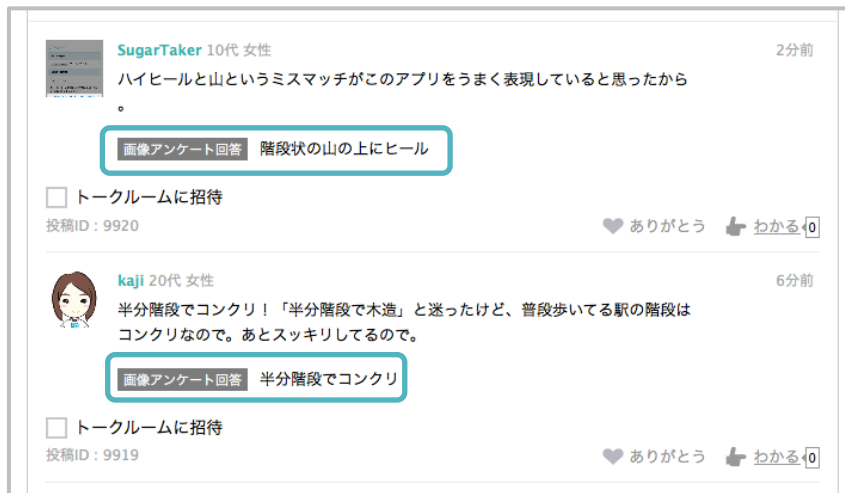 SugarTaker 10代 女性 2分前
ハイヒールと山というミスマッチがこのアプリをうまく表現していると思ったから
。
画像アンケート回答 階段状の山の上にヒール
トークルームに招待
投稿ID : 9920 ありがとう わかる 0
kaji 20代 女性 6分前
半分階段でコンクリ！「半分階段で木造」と迷ったけど、普段歩いてる駅の階段は
コンクリなので。あとスッキリしてるので。
画像アンケート回答 半分階段でコンクリ
トークルームに招待
投稿ID : 9919 ありがとう わかる 0